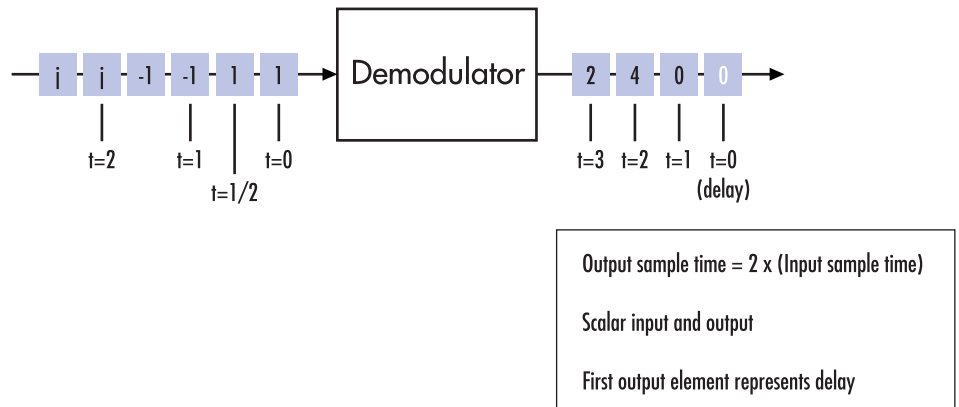 j j -1 -1 1 1 Demodulator 2 4 0 0
t=2 t=1 t=0 t=3 t=2 t=1 t=0
t=1/2 (delay)
Output sample time = 2 x (Input sample time)
Scalar input and output
First output element represents delay